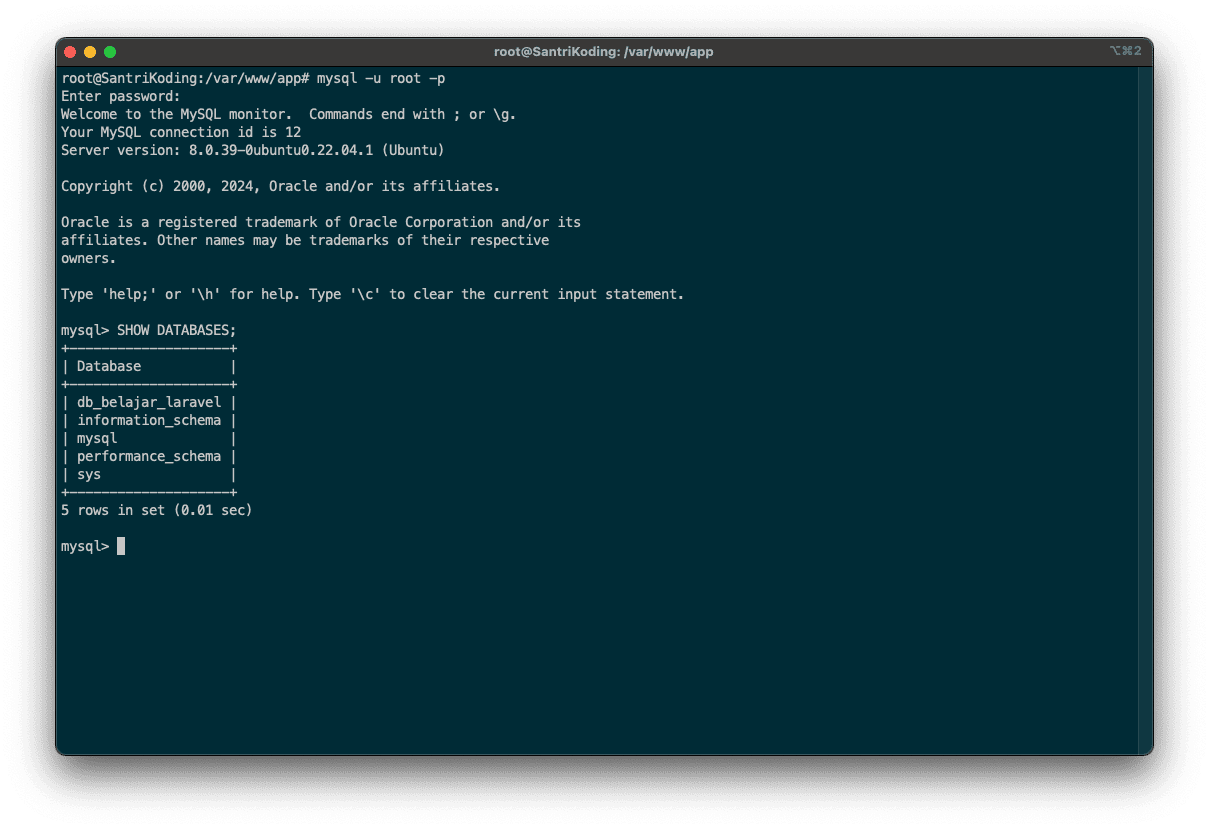 root@SantriKoding: /var/www/app
⌥⌘2
root@SantriKoding:/var/www/app# mysql -u root -p
Enter password:
Welcome to the MySQL monitor.  Commands end with ; or \g.
Your MySQL connection id is 12
Server version: 8.0.39-0ubuntu0.22.04.1 (Ubuntu)
Copyright (c) 2000, 2024, Oracle and/or its affiliates.
Oracle is a registered trademark of Oracle Corporation and/or its
affiliates. Other names may be trademarks of their respective
owners.
Type 'help;' or '\h' for help. Type '\c' to clear the current input statement.
mysql> SHOW DATABASES;
+--------------------+
| Database           |
+--------------------+
| db_belajar_laravel |
| information_schema |
| mysql              |
| performance_schema |
| sys                |
+--------------------+
5 rows in set (0.01 sec)
mysql>